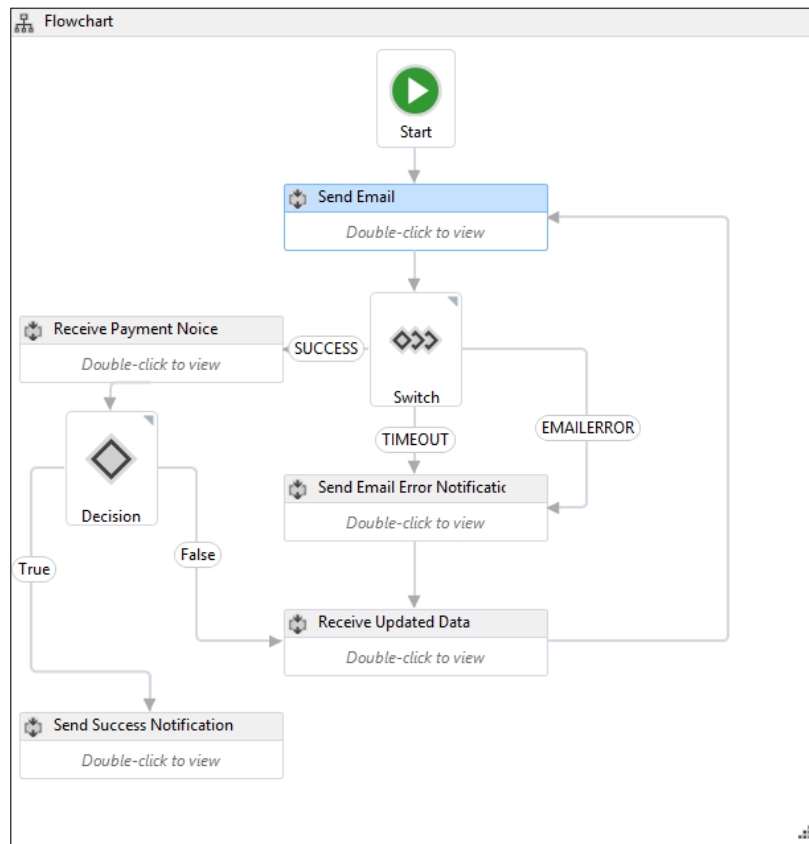 Flowchart
Start
Send Email
Double-click to view
Receive Payment Noice
Double-click to view
SUCCESS
Switch
TIMEOUT
EMAILERROR
Decision
True
False
Send Email Error Notificatic
Double-click to view
Receive Updated Data
Double-click to view
Send Success Notification
Double-click to view